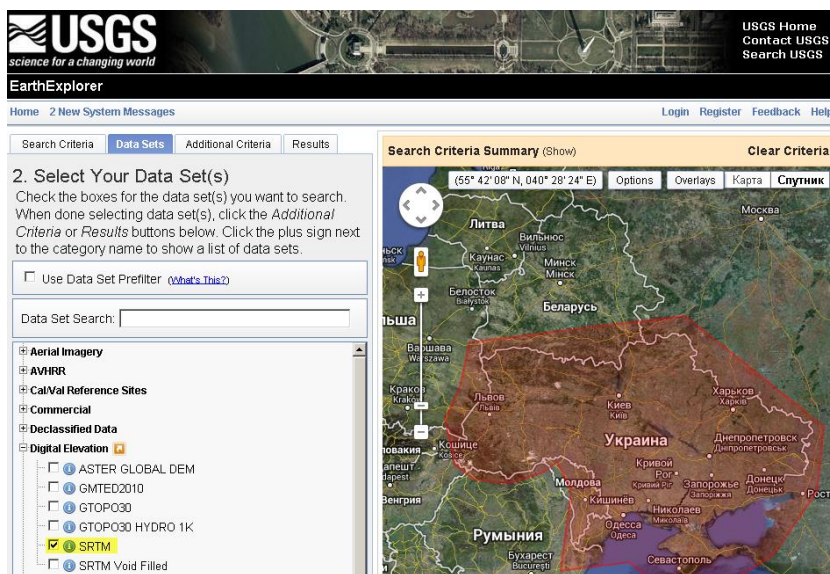 USGS
science for a changing world
USGS Home
Contact USGS
Search USGS
EarthExplorer
Home 2 New System Messages
Login Register Feedback Help
Search Criteria Data Sets Additional Criteria Results
2. Select Your Data Set(s)
Check the boxes for the data set(s) you want to search.
When done selecting data set(s), click the Additional
Criteria or Results buttons below. Click the plus sign next
to the category name to show a list of data sets.
Use Data Set Prefilter (What's This?)
Data Set Search:
Aerial Imagery
AVHRR
Cal/Val Reference Sites
Commercial
Declassified Data
Digital Elevation
ASTER GLOBAL DEM
GMTED2010
GTOPO30
GTOPO30 HYDRO 1K
SRTM
SRTM Void Filled
Search Criteria Summary (Show)
Clear Criteria
(55° 42' 08" N, 040° 28' 24" E) Options Overlays Карта Спутник
Москва
Литва
Вильнюс
Vilnius
Каунас
Kaunas
Минск
Мінск
Белосток
Białystok
Беларусь
Варшава
Warszawa
Краков
Kraków
Львов
Львів
Киев
Київ
Харьков
Харків
Украина
Днепропетровск
Дніпропетровськ
Кошице
Košice
Кривой
Рог
Кривий Ріг
Запорожье
Запоріжжя
Донецк
Донецьк
Рост
Молдова
Кишинёв
Николаев
Миколаїв
Одесса
Одеса
Венгрия
Румыния
Бухарест
București
Севастополь